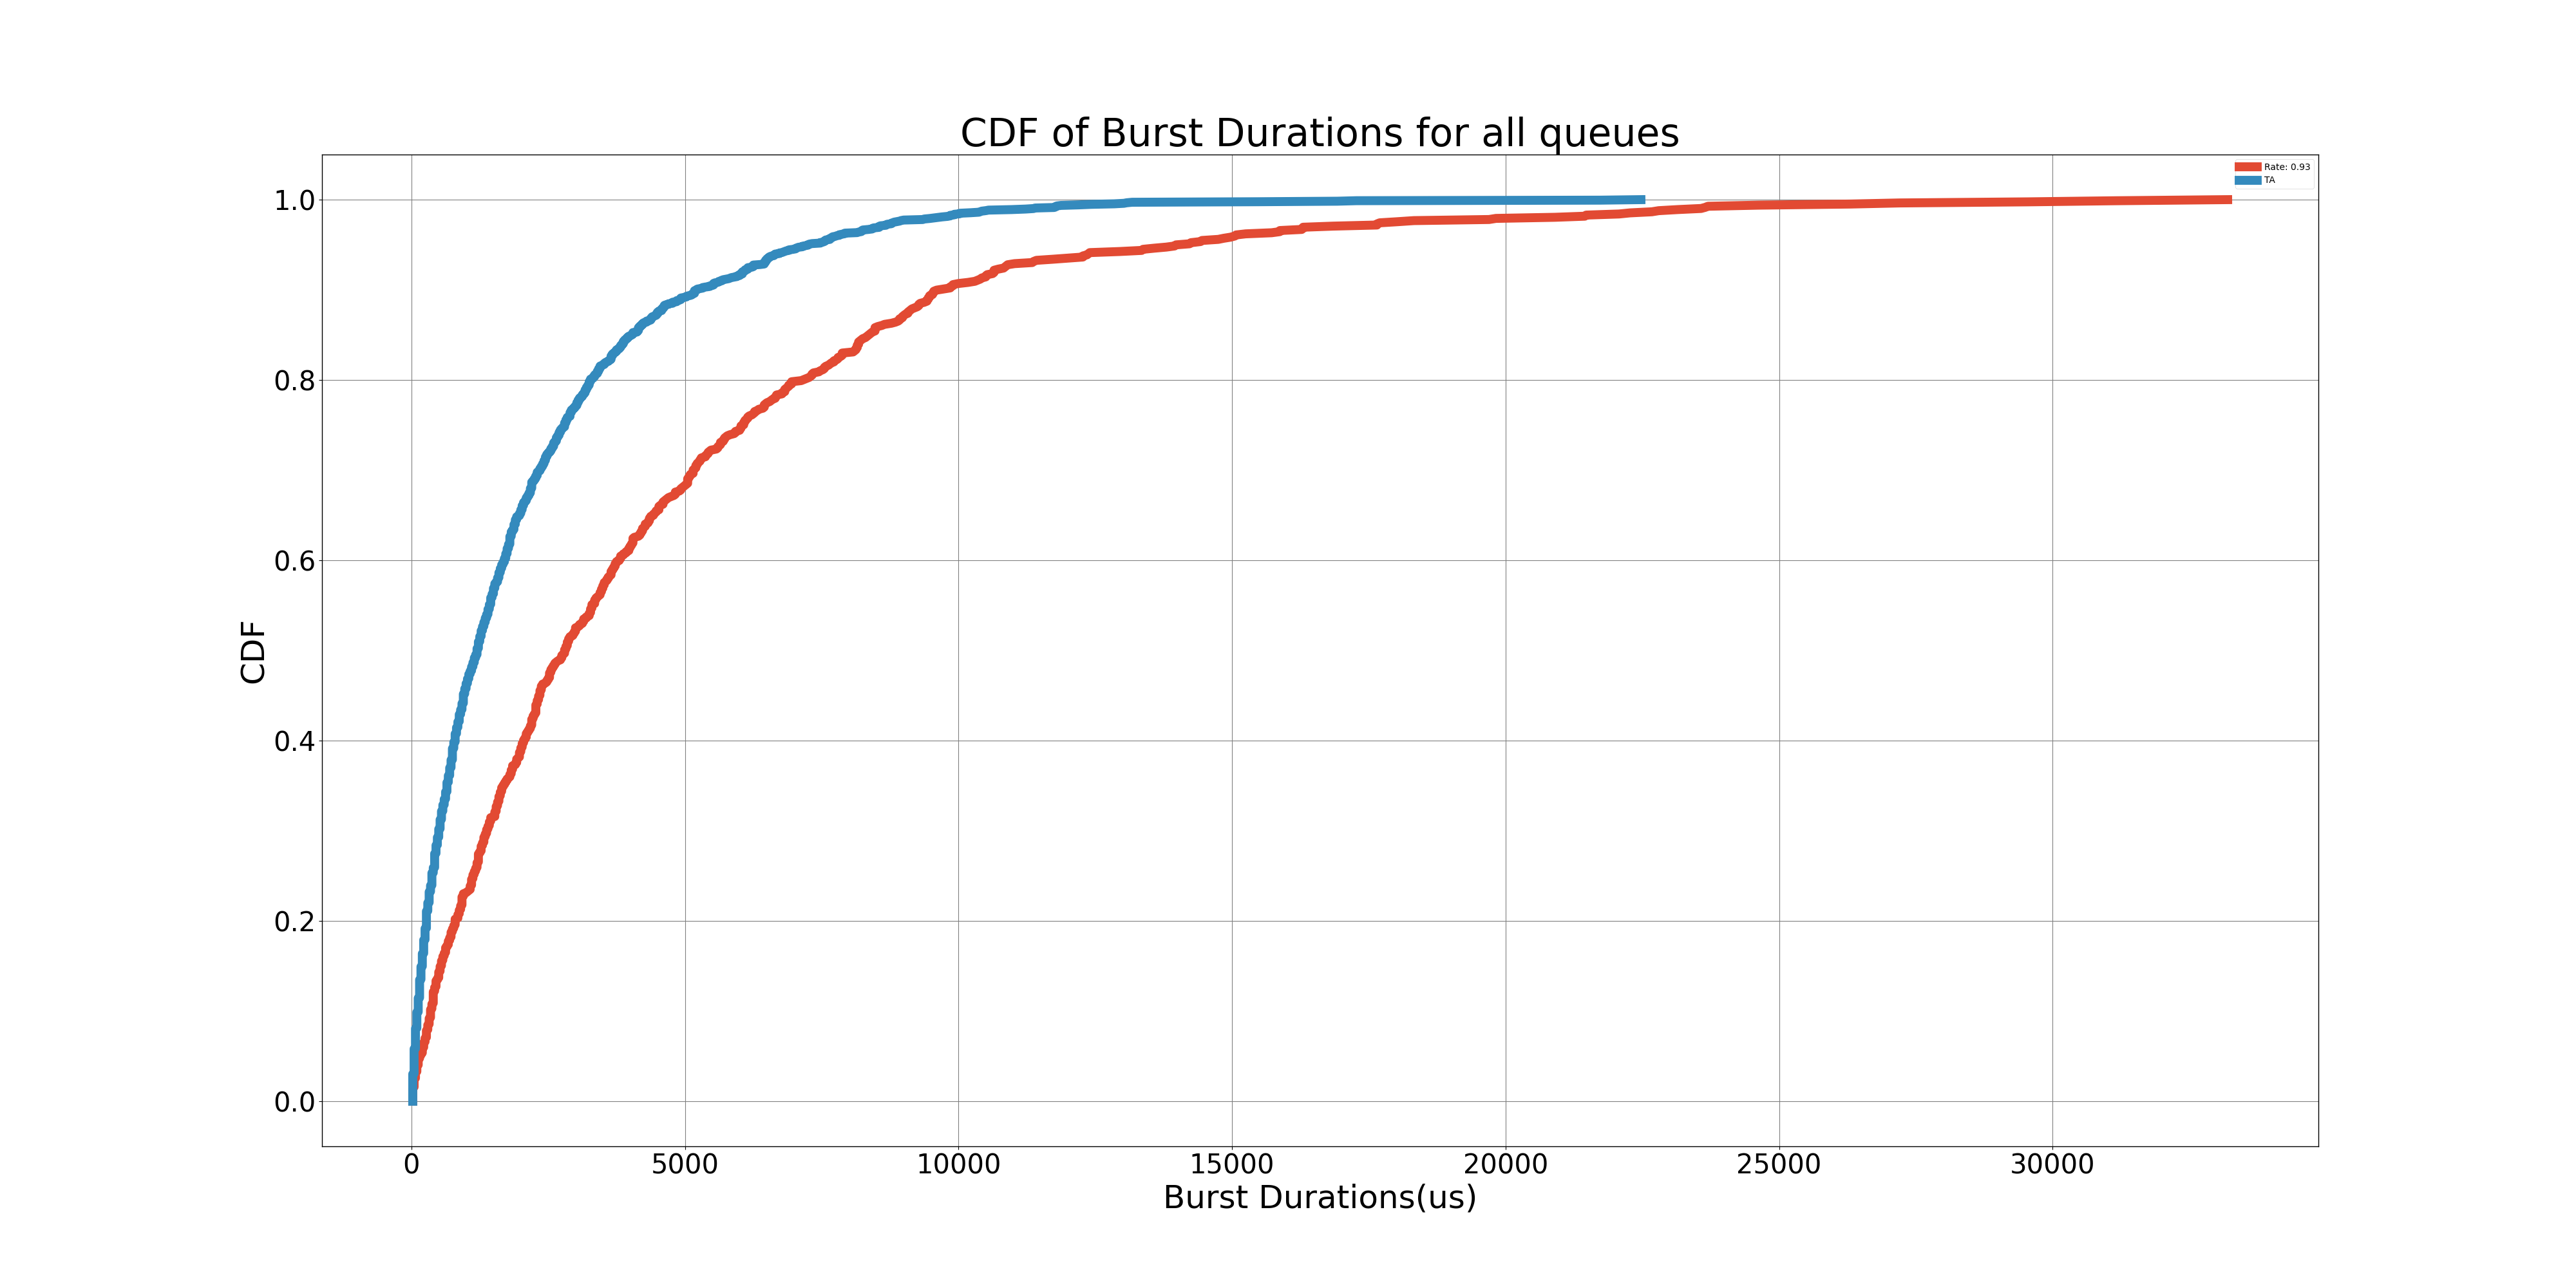 CDF of Burst Durations for all queues
Rate: 0.93
TA
1.0
0.8
0.6
0.4
0.2
0.0
CDF
0 5000 10000 15000 20000 25000 30000
Burst Durations(us)